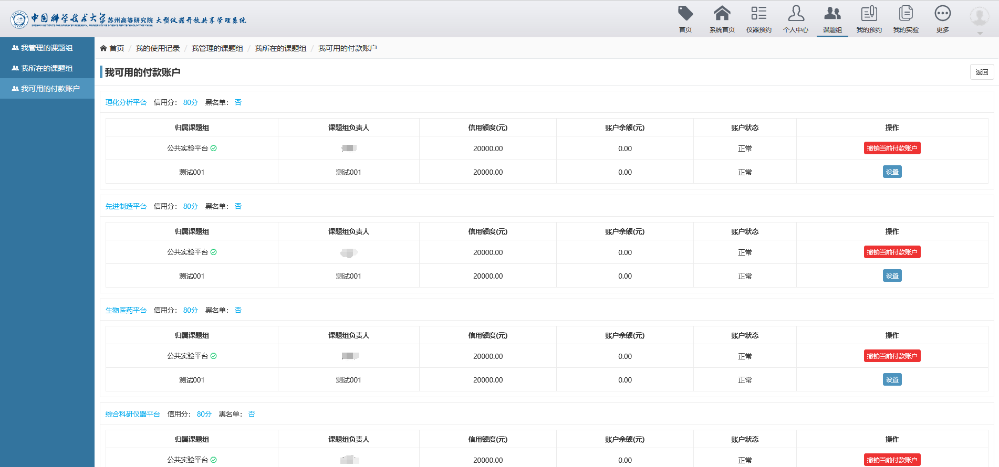 中国科学技术大学 苏州高等研究院 大型仪器开放共享管理系统
SUZHOU INSTITUTE FOR ADVANCED RESEARCH, UNIVERSITY OF SCIENCE AND TECHNOLOGY OF CHINA
首页 系统首页 仪器预约 个人中心 课题组 我的预约 我的实验 更多
我管理的课题组
我所在的课题组
我可用的付款账户
首页 / 我的使用记录 / 我管理的课题组 / 我所在的课题组 / 我可用的付款账户
我可用的付款账户 返回
理化分析平台 信用分： 80分 黑名单： 否
归属课题组 课题组负责人 信用额度(元) 账户余额(元) 账户状态 操作
公共实验平台 20000.00 0.00 正常 撤销当前付款账户
测试001 测试001 20000.00 0.00 正常 设置
先进制造平台 信用分： 80分 黑名单： 否
归属课题组 课题组负责人 信用额度(元) 账户余额(元) 账户状态 操作
公共实验平台 20000.00 0.00 正常 撤销当前付款账户
测试001 测试001 20000.00 0.00 正常 设置
生物医药平台 信用分： 80分 黑名单： 否
归属课题组 课题组负责人 信用额度(元) 账户余额(元) 账户状态 操作
公共实验平台 20000.00 0.00 正常 撤销当前付款账户
测试001 测试001 20000.00 0.00 正常 设置
综合科研仪器平台 信用分： 80分 黑名单： 否
归属课题组 课题组负责人 信用额度(元) 账户余额(元) 账户状态 操作
公共实验平台 20000.00 0.00 正常 撤销当前付款账户